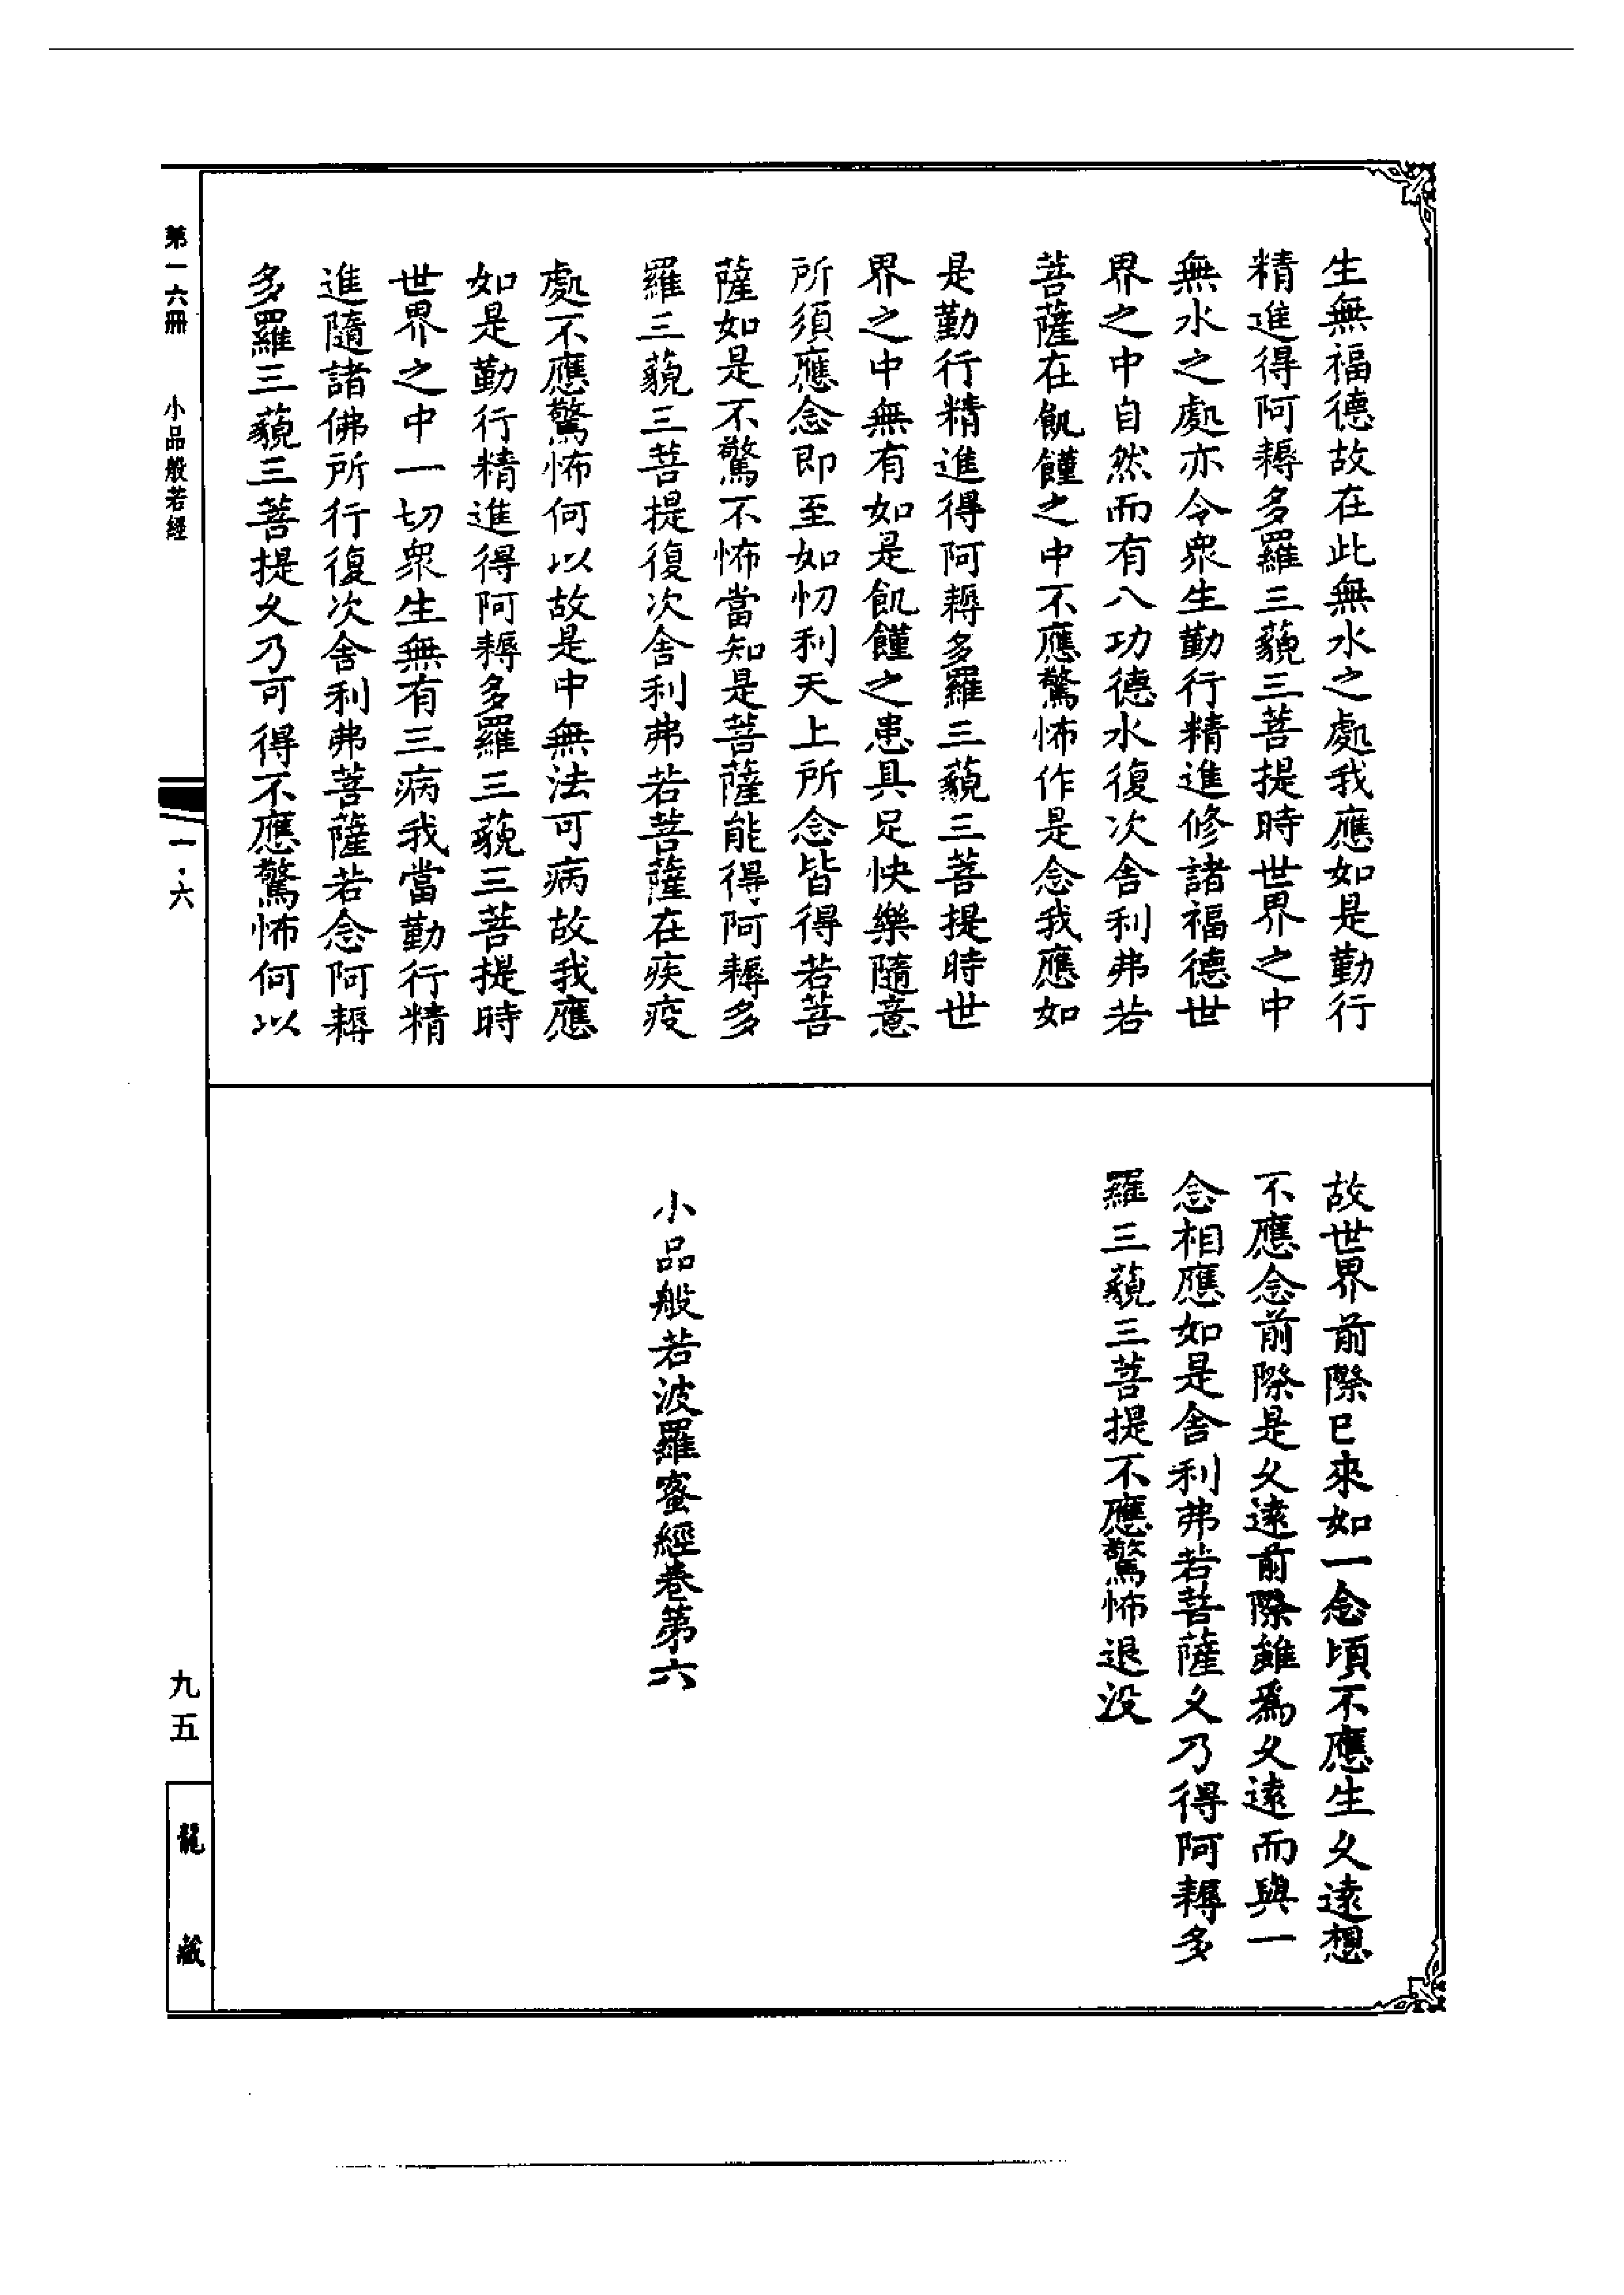 生無福德故在此無水之處我應如是勤行
精進得阿耨多羅三藐三菩提時世界之中
無水之處亦令眾生勤行精進修諸福德世
界之中自然而有八功德水復次舍利弗若
菩薩在飢饉之中不應驚怖作是念我應如
是勤行精進得阿耨多羅三藐三菩提時世
界之中無有如是飢饉之患具足快樂隨意
所須應念即至如忉利天上所念皆得若菩
薩如是不驚不怖當知是菩薩能得阿耨多
羅三藐三菩提復次舍利弗若菩薩在疾疫
處不應驚怖何以故是中無法可病故我應
如是勤行精進得阿耨多羅三藐三菩提時
世界之中一切眾生無有三病我當勤行精
進隨諸佛所行復次舍利弗菩薩若念阿耨
多羅三藐三菩提久乃可得不應驚怖何以
故世界前際已來如一念頃不應生久遠想
不應念前際是久遠前際雖為久遠而與一
念相應如是舍利弗若菩薩久乃得阿耨多
羅三藐三菩提不應驚怖退沒
小品般若波羅蜜經卷第六
第一六冊 小品般若經
一·六
九五
龍藏